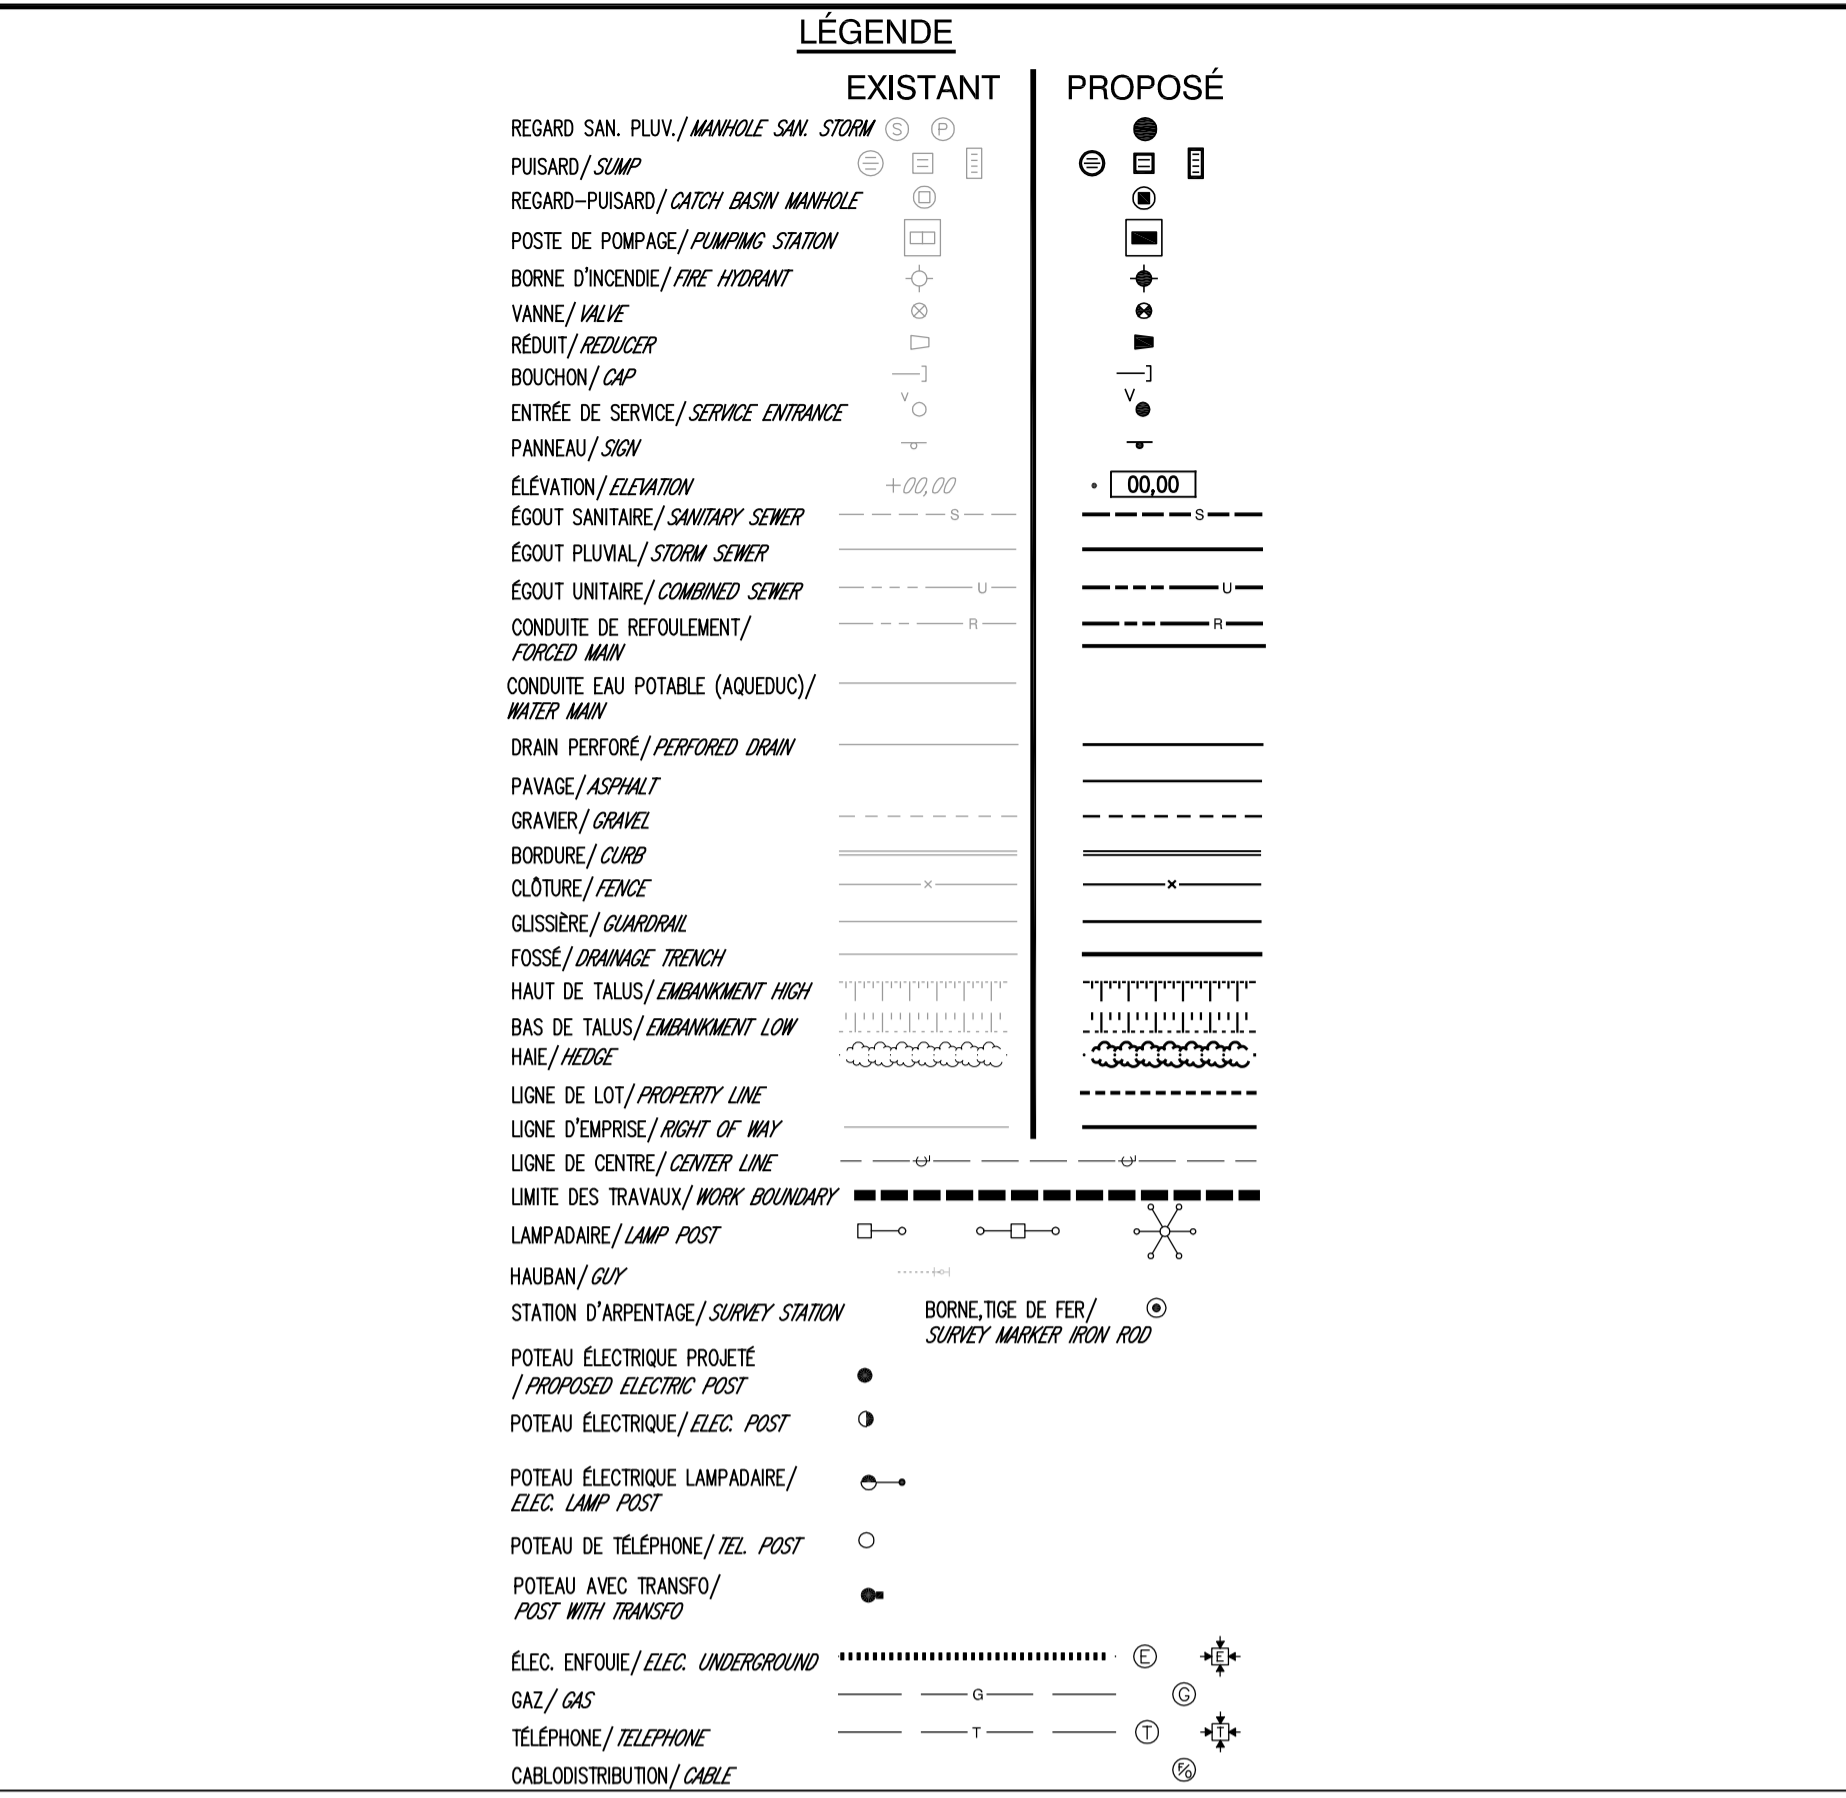 LÉGENDE
EXISTANT PROPOSÉ
REGARD SAN. PLUV./MANHOLE SAN. STORM S P
PUISARD/SUMP
REGARD-PUISARD/CATCH BASIN MANHOLE
POSTE DE POMPAGE/PUMPIMG STATION
BORNE D'INCENDIE/FIRE HYDRANT
VANNE/VALVE
RÉDUIT/REDUCER
BOUCHON/CAP
V V
ENTRÉE DE SERVICE/SERVICE ENTRANCE
PANNEAU/SIGN
ÉLÉVATION/ELEVATION +00,00 00,00
ÉGOUT SANITAIRE/SANITARY SEWER S S
ÉGOUT PLUVIAL/STORM SEWER
ÉGOUT UNITAIRE/COMBINED SEWER U U
CONDUITE DE REFOULEMENT/ R R
FORCED MAIN
CONDUITE EAU POTABLE (AQUEDUC)/
WATER MAIN
DRAIN PERFORÉ/PERFORED DRAIN
PAVAGE/ASPHALT
GRAVIER/GRAVEL
BORDURE/CURB
CLÔTURE/FENCE
GLISSIÈRE/GUARDRAIL
FOSSÉ/DRAINAGE TRENCH
HAUT DE TALUS/EMBANKMENT HIGH
BAS DE TALUS/EMBANKMENT LOW
HAIE/HEDGE
LIGNE DE LOT/PROPERTY LINE
LIGNE D'EMPRISE/RIGHT OF WAY
LIGNE DE CENTRE/CENTER LINE
LIMITE DES TRAVAUX/WORK BOUNDARY
LAMPADAIRE/LAMP POST
HAUBAN/GUY
STATION D'ARPENTAGE/SURVEY STATION BORNE,TIGE DE FER/
SURVEY MARKER IRON ROD
POTEAU ÉLECTRIQUE PROJETÉ
/PROPOSED ELECTRIC POST
POTEAU ÉLECTRIQUE/ELEC. POST
POTEAU ÉLECTRIQUE LAMPADAIRE/
ELEC. LAMP POST
POTEAU DE TÉLÉPHONE/TEL. POST
POTEAU AVEC TRANSFO/
POST WITH TRANSFO
ÉLEC. ENFOUIE/ELEC. UNDERGROUND E E
GAZ/GAS G G
TÉLÉPHONE/TELEPHONE T T T
CABLODISTRIBUTION/CABLE F/O